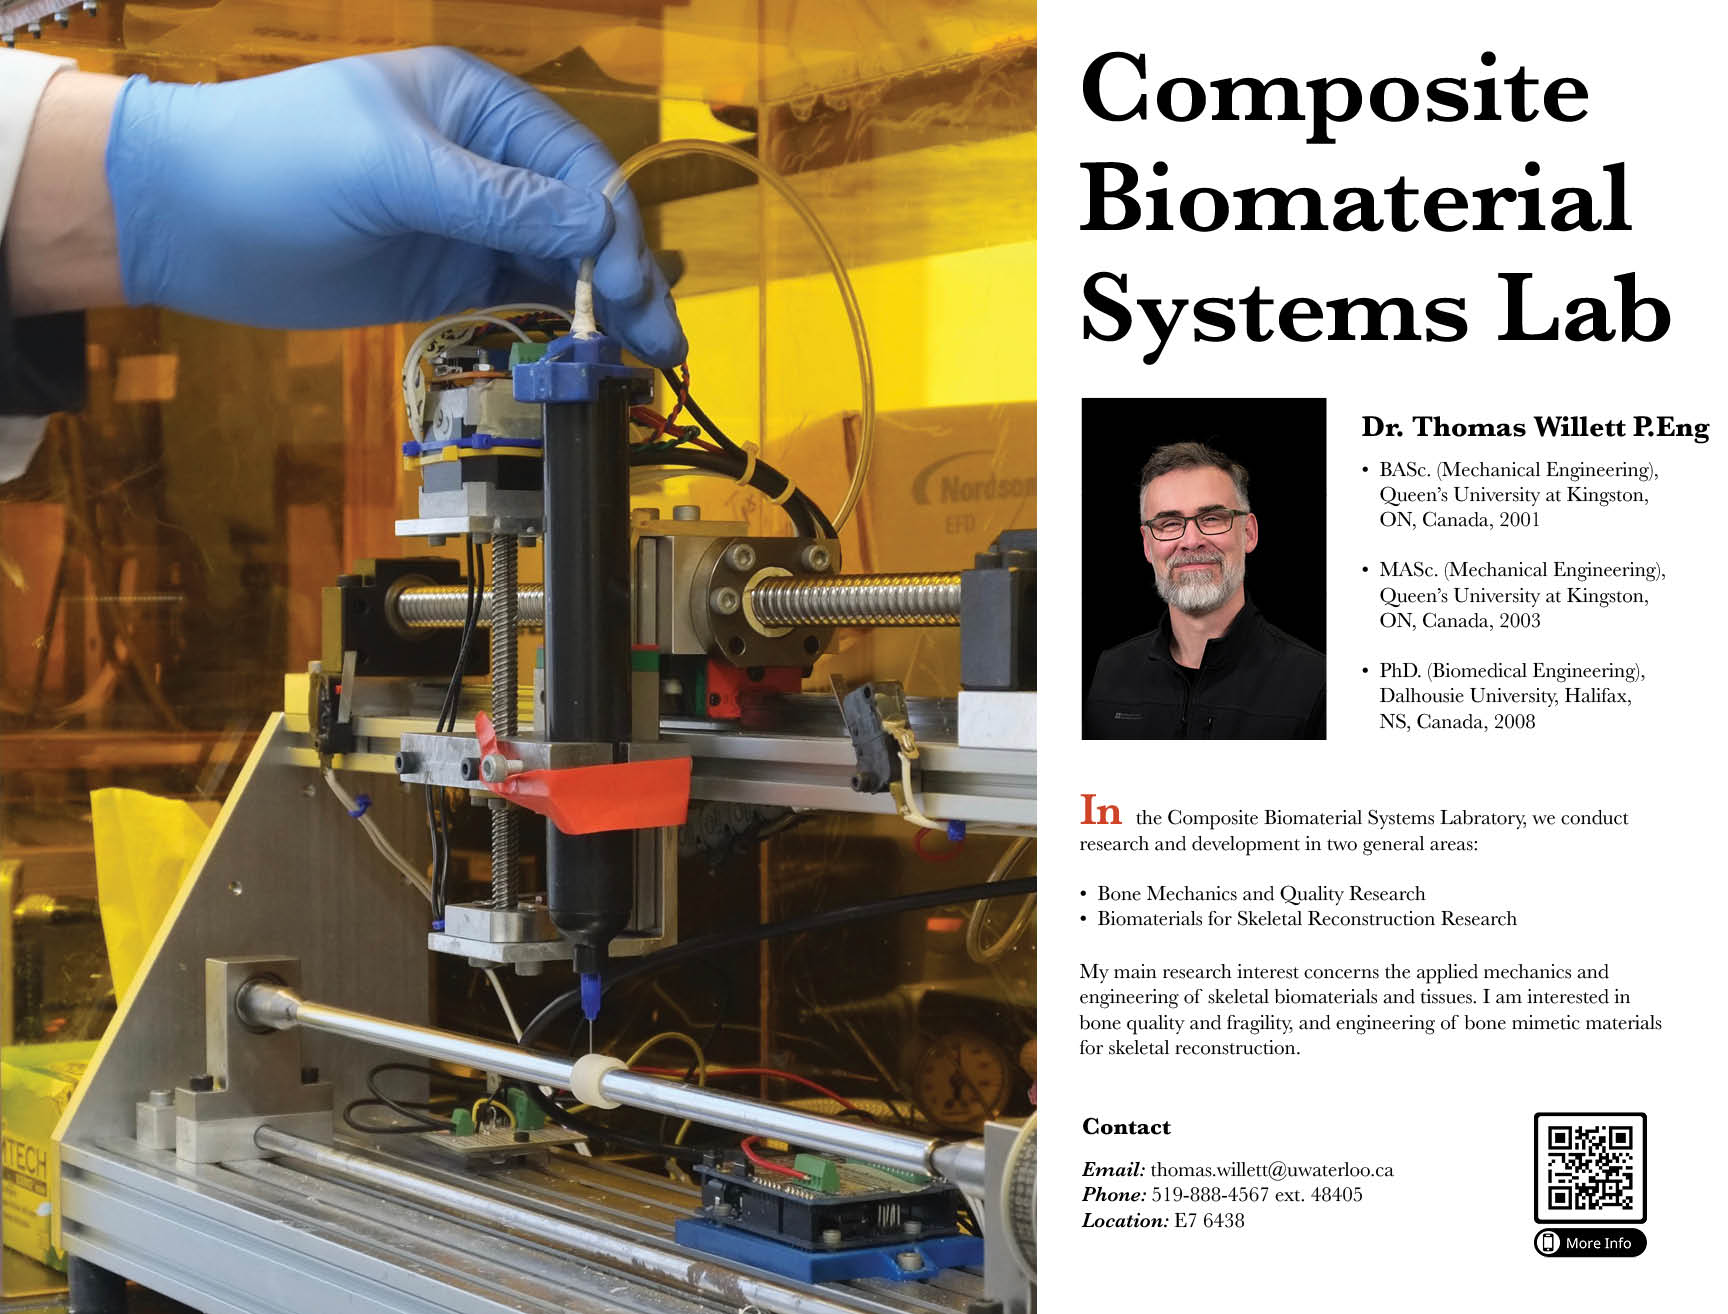 Composite
Biomaterial
Systems Lab
Dr. Thomas Willett P.Eng
• BASc. (Mechanical Engineering),
Queen's University at Kingston,
ON, Canada, 2001
• MASc. (Mechanical Engineering),
Queen's University at Kingston,
ON, Canada, 2003
• PhD. (Biomedical Engineering),
Dalhousie University, Halifax,
NS, Canada, 2008
In the Composite Biomaterial Systems Labratory, we conduct
research and development in two general areas:
• Bone Mechanics and Quality Research
• Biomaterials for Skeletal Reconstruction Research
My main research interest concerns the applied mechanics and
engineering of skeletal biomaterials and tissues. I am interested in
bone quality and fragility, and engineering of bone mimetic materials
for skeletal reconstruction.
Contact
Email: thomas.willett@uwaterloo.ca
Phone: 519-888-4567 ext. 48405
Location: E7 6438
More Info
Nordson
EFD
TECH